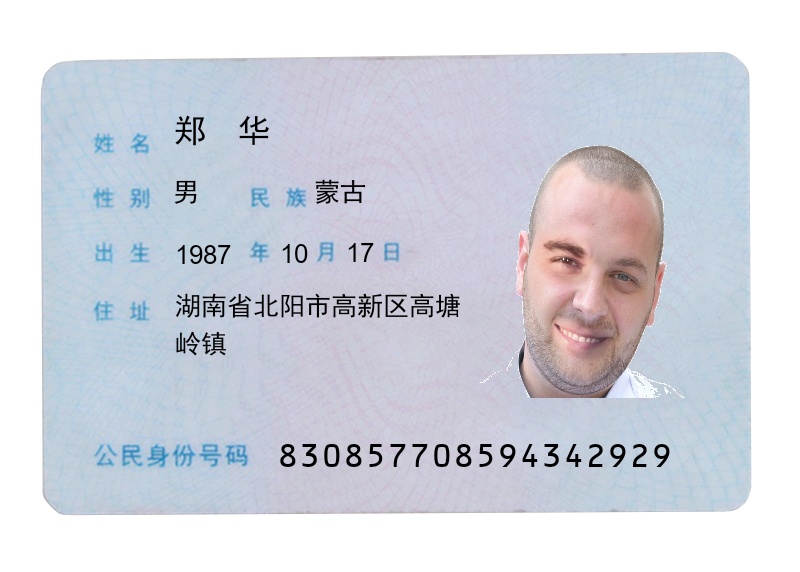 姓名 郑 华
性别 男 民族 蒙古
出生 1987 年 10 月 17 日
住址 湖南省北阳市高新区高塘
岭镇
公民身份号码 830857708594342929